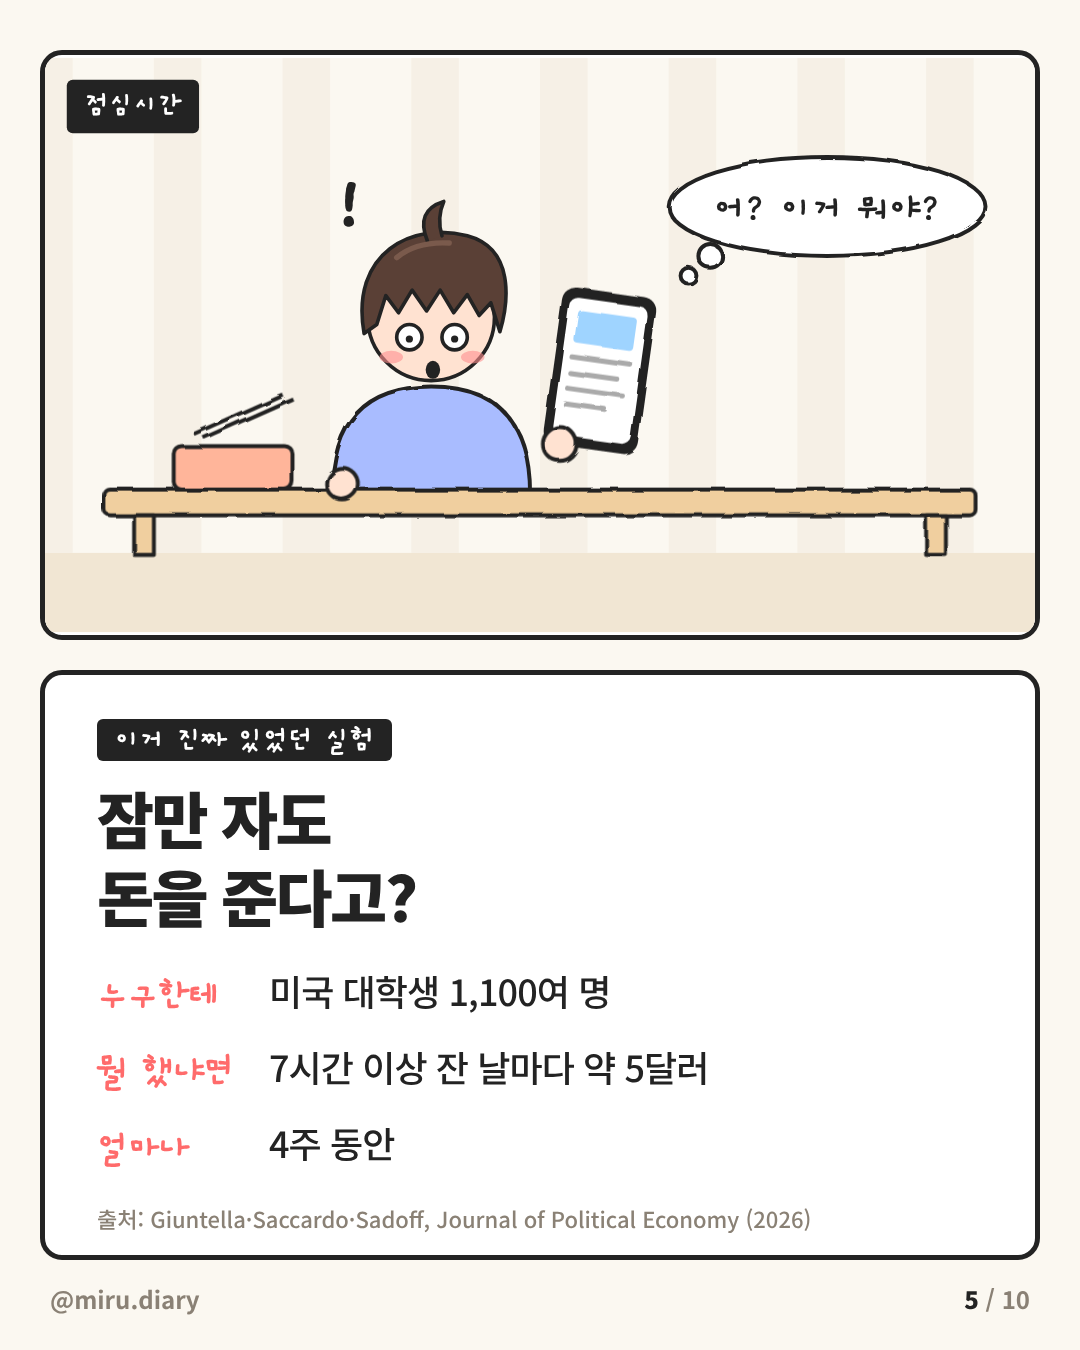 점심시간
!
어? 이거 뭐야?
이거 진짜 있었던 실험
잠만 자도
돈을 준다고?
누구한테 미국 대학생 1,100여 명
뭘 했냐면 7시간 이상 잔 날마다 약 5달러
얼마나 4주 동안
출처: Giuntella·Saccardo·Sadoff, Journal of Political Economy (2026)
@miru.diary 5 / 10